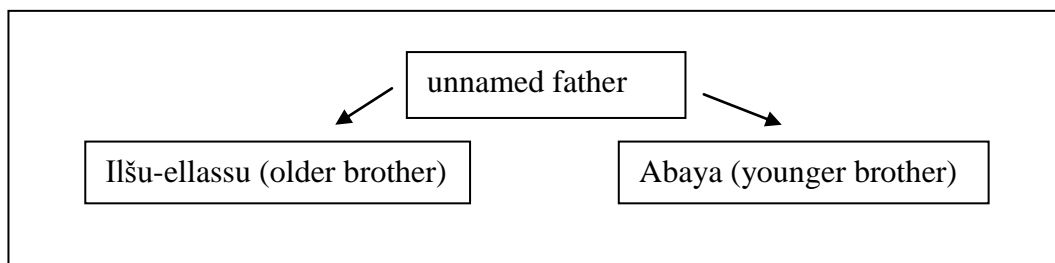 unnamed father
Ilšu-ellassu (older brother)
Abaya (younger brother)